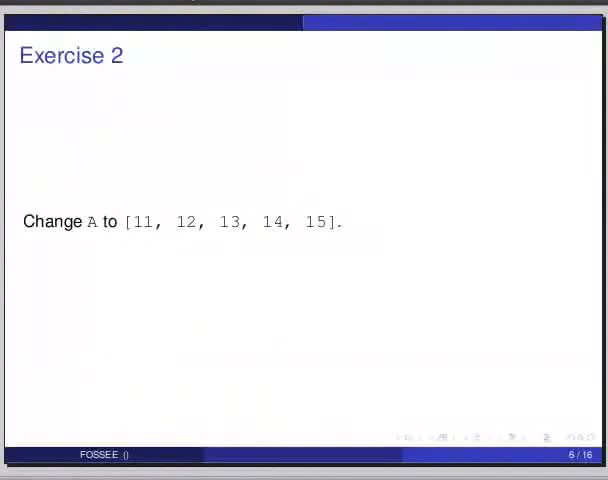 Exercise 2
Change A to [11, 12, 13, 14, 15].
FOSSEE ()
6 / 16